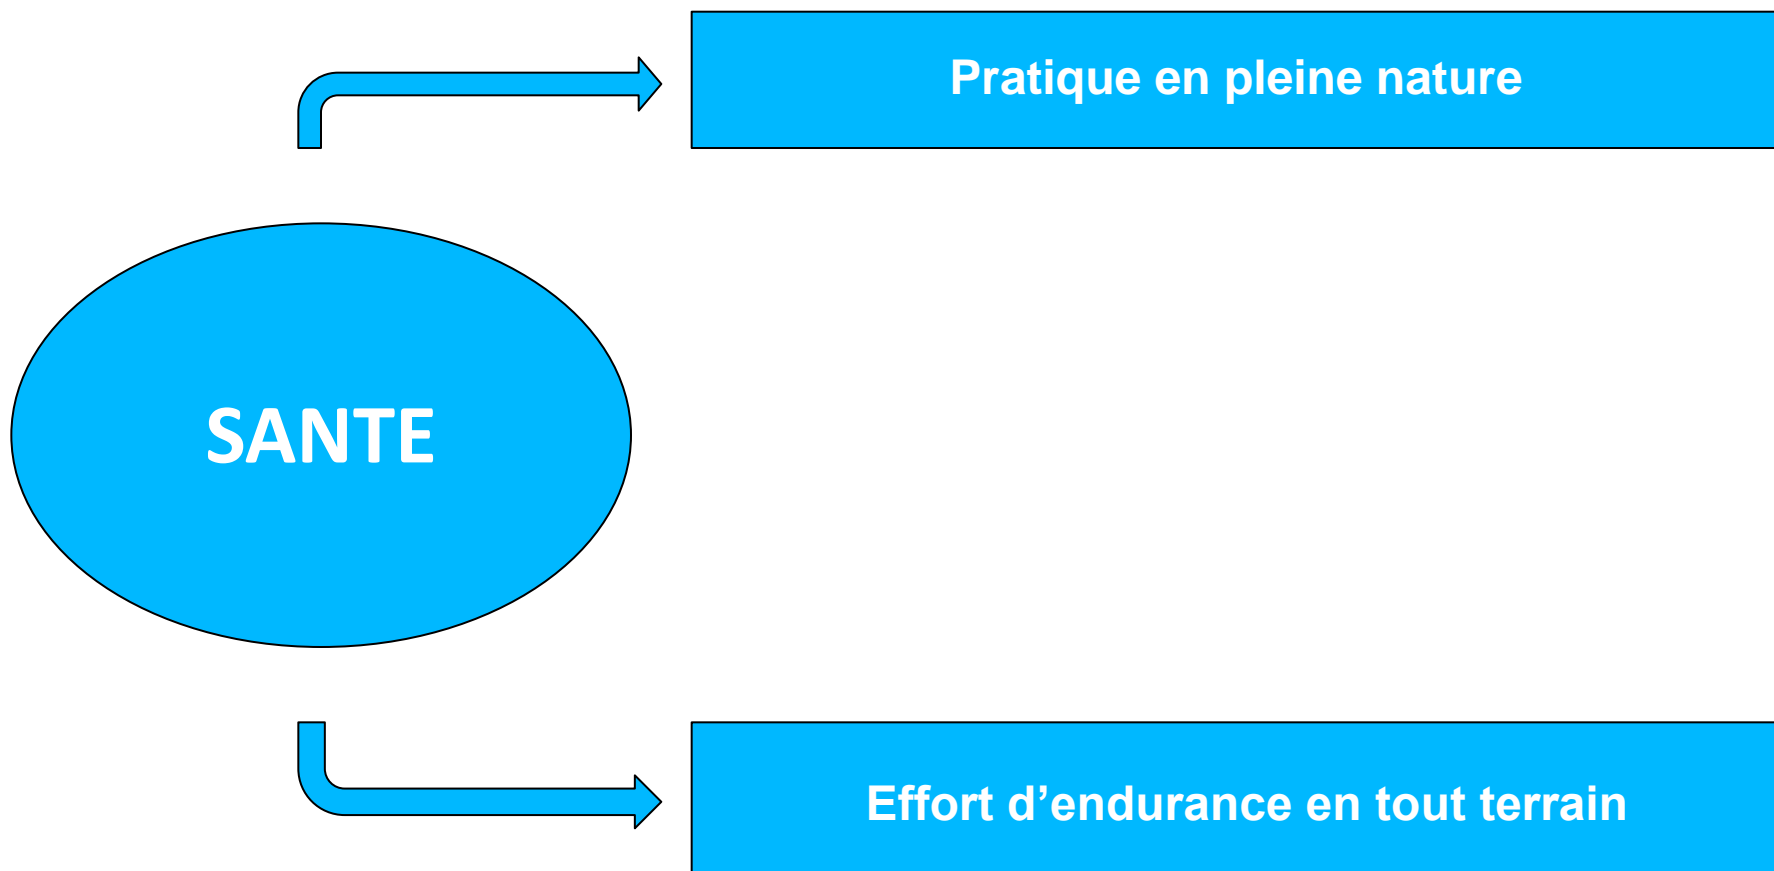 Pratique en pleine nature
SANTE
Effort d’endurance en tout terrain